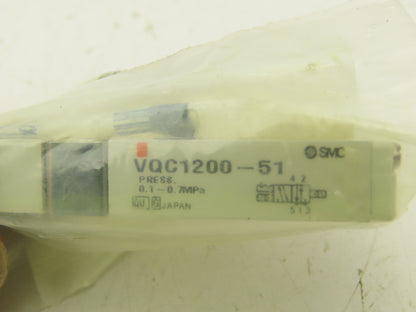 VQC1200-51
SMC
PRESS.
0.1-0.7MPa
JAPAN
4 2
5 1 3